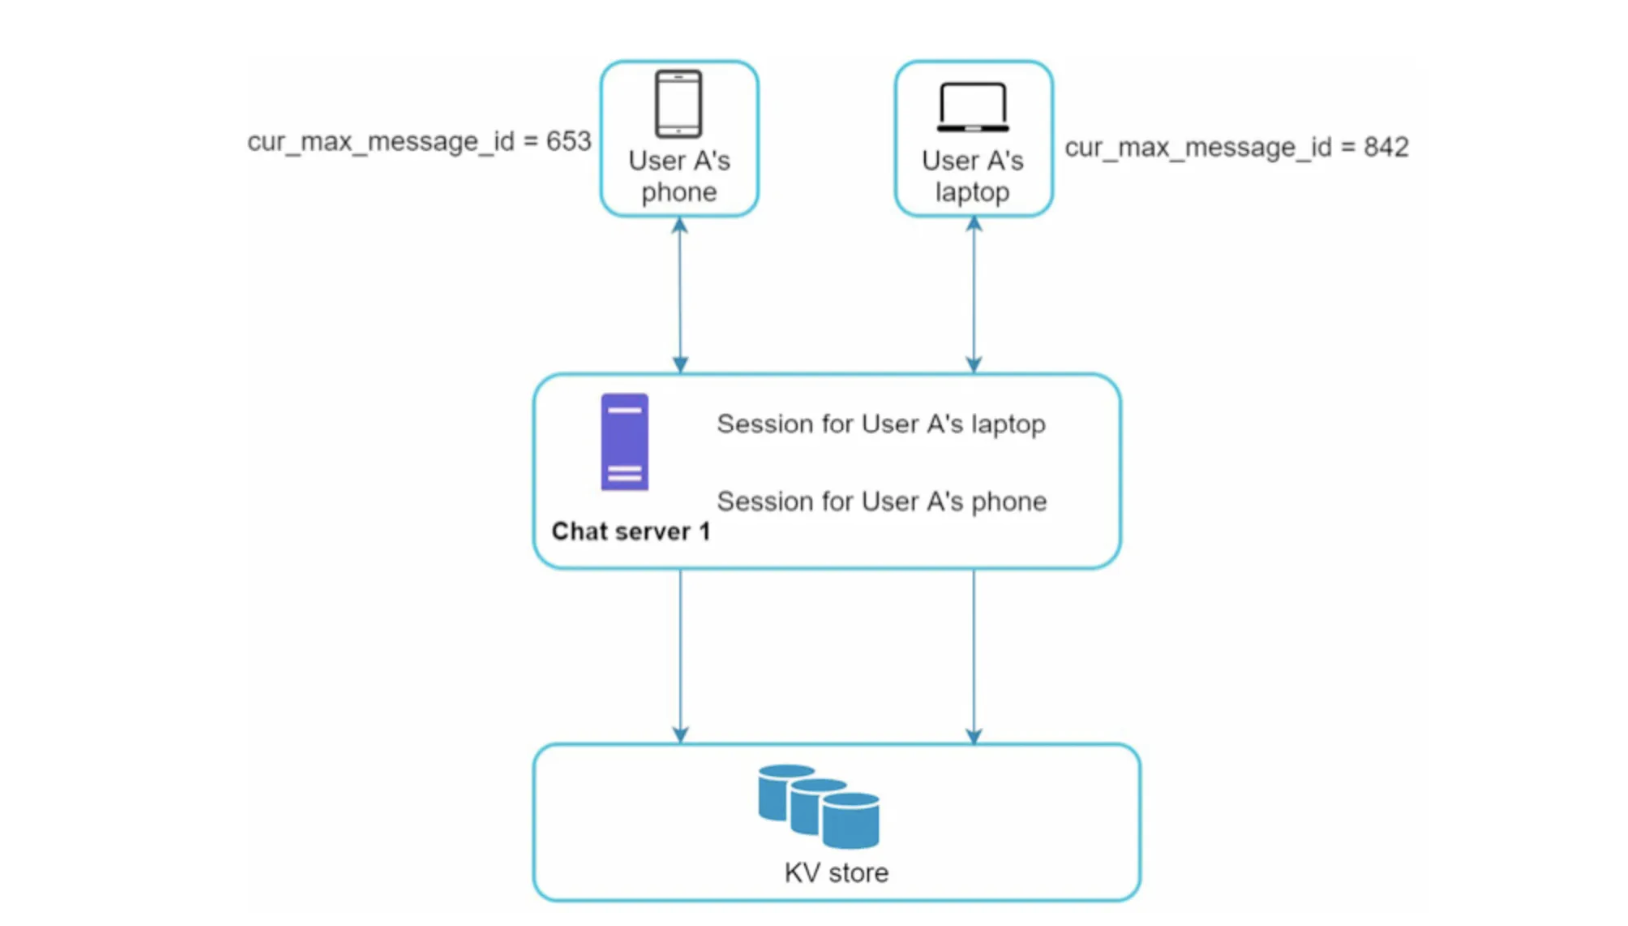 cur_max_message_id = 653
User A's
phone
User A's
laptop
cur_max_message_id = 842
Session for User A's laptop
Session for User A's phone
Chat server 1
KV store